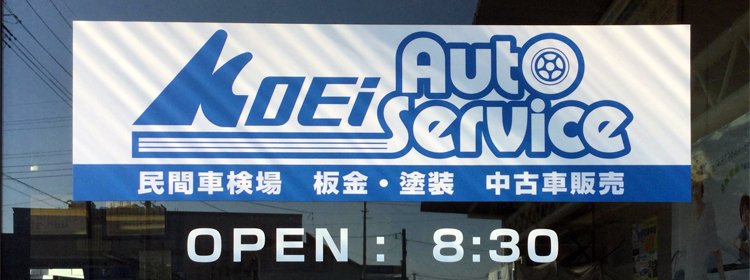 KOEi Auto Service
民間車検場 板金・塗装 中古車販売
OPEN : 8:30